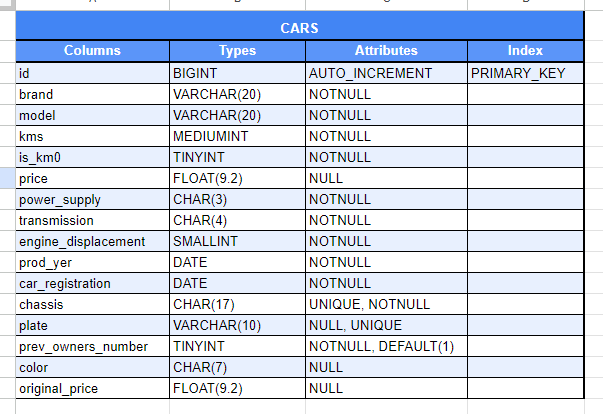 CARS
Columns Types Attributes Index
id BIGINT AUTO_INCREMENT PRIMARY_KEY
brand VARCHAR(20) NOTNULL
model VARCHAR(20) NOTNULL
kms MEDIUMINT NOTNULL
is_km0 TINYINT NOTNULL
price FLOAT(9.2) NULL
power_supply CHAR(3) NOTNULL
transmission CHAR(4) NOTNULL
engine_displacement SMALLINT NOTNULL
prod_yer DATE NOTNULL
car_registration DATE NOTNULL
chassis CHAR(17) UNIQUE, NOTNULL
plate VARCHAR(10) NULL, UNIQUE
prev_owners_number TINYINT NOTNULL, DEFAULT(1)
color CHAR(7) NULL
original_price FLOAT(9.2) NULL